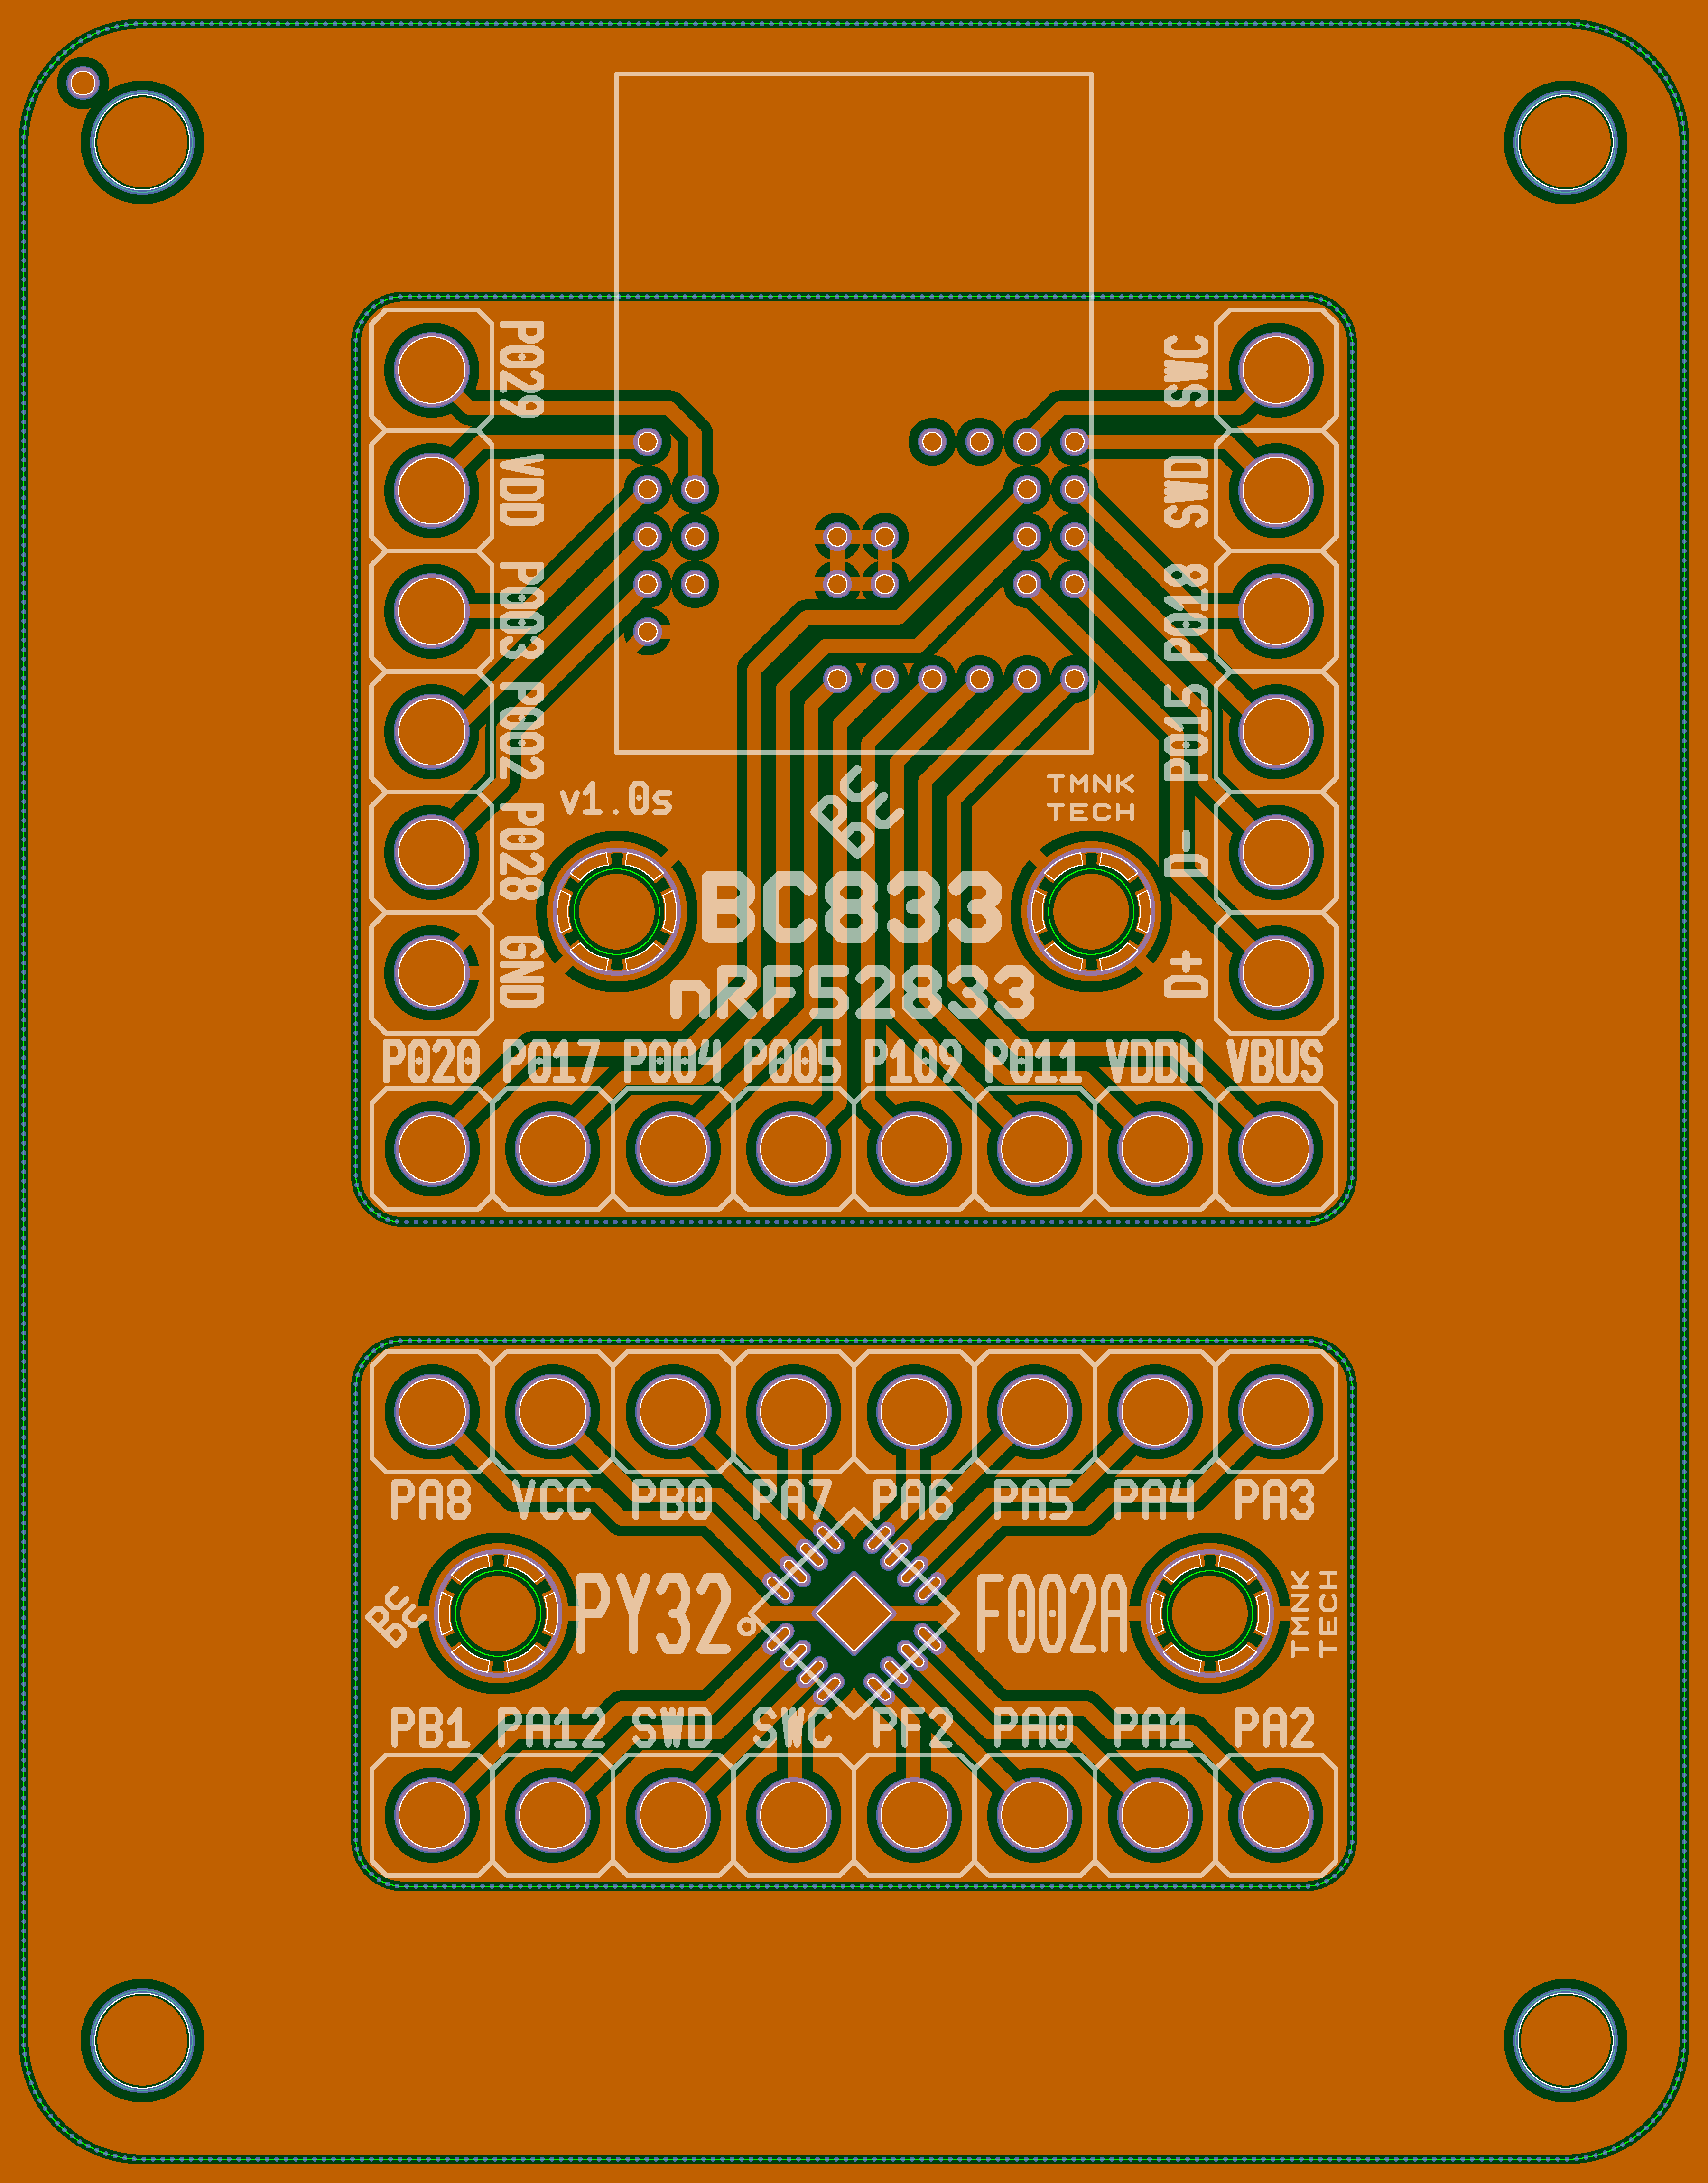 P029
VDD
P003
P002
P028
GND
SWC
SWD
P018
P015
D-
D+
v1.0s
TMNK
TECH
BC833
nRF52833
P020 P017 P004 P005 P109 P011 VDDH VBUS
PA8 VCC PB0 PA7 PA6 PA5 PA4 PA3
PY32 F002A
TMNK
TECH
PB1 PA12 SWD SWC PF2 PA0 PA1 PA2